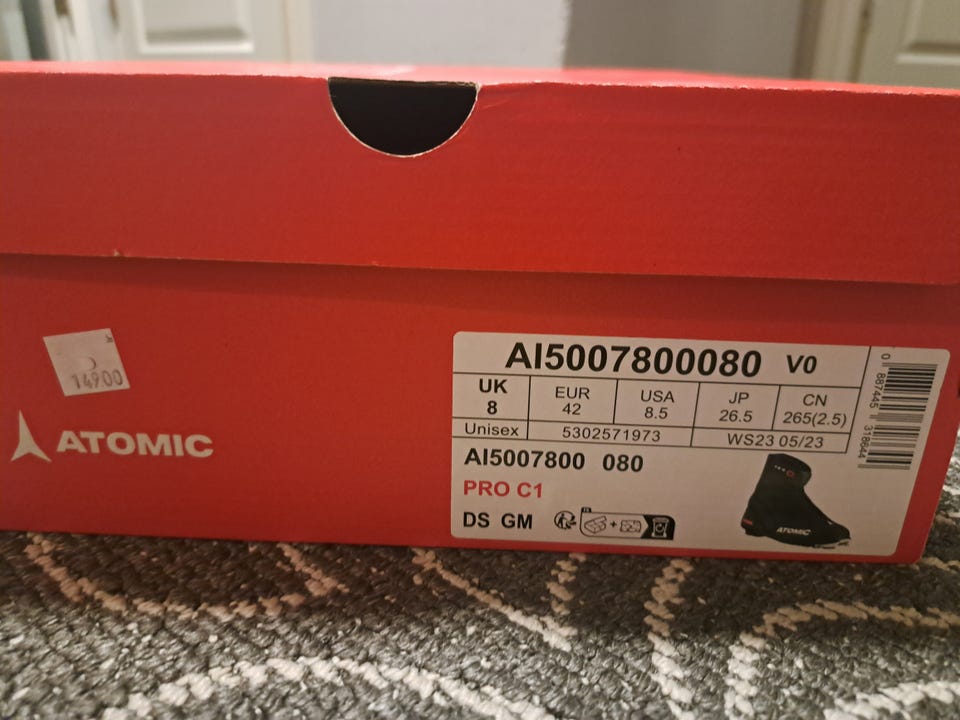 14900
ATOMIC
AI5007800080 V0
UK 8
EUR 42
USA 8.5
JP 26.5
CN 265(2.5)
Unisex 5302571973 WS23 05/23
AI5007800 080
PRO C1
DS GM
ATOMIC
0 887445 318644